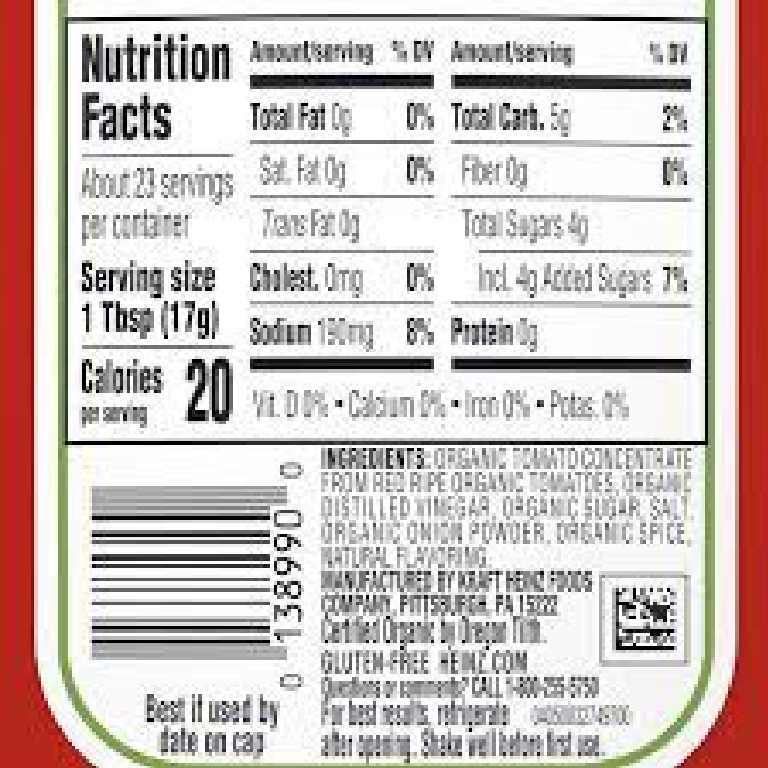 Nutrition
Facts
About 23 servings
per container
Serving size
1 Tbsp (17g)
Calories 20
per serving
Amount/serving % DV
Total Fat 0g 0%
Sat. Fat 0g 0%
Trans Fat 0g
Cholest. 0mg 0%
Sodium 190mg 8%
Amount/serving % DV
Total Carb. 5g 2%
Fiber 0g 0%
Total Sugars 4g
Incl. 4g Added Sugars 7%
Protein 0g
Vit. D 0% • Calcium 0% • Iron 0% • Potas. 0%
INGREDIENTS: ORGANIC TOMATO CONCENTRATE
FROM RED RIPE ORGANIC TOMATOES, ORGANIC
DISTILLED VINEGAR, ORGANIC SUGAR, SALT,
ORGANIC ONION POWDER, ORGANIC SPICE,
NATURAL FLAVORING.
MANUFACTURED BY KRAFT HEINZ FOODS
COMPANY, PITTSBURGH, PA 15222
Certified Organic by Oregon Tilth.
GLUTEN-FREE HEINZ.COM
Questions or comments? CALL
For best results, refrigerate
after opening. Shake well before first use.
0 138990 0
Best if used by
date on cap